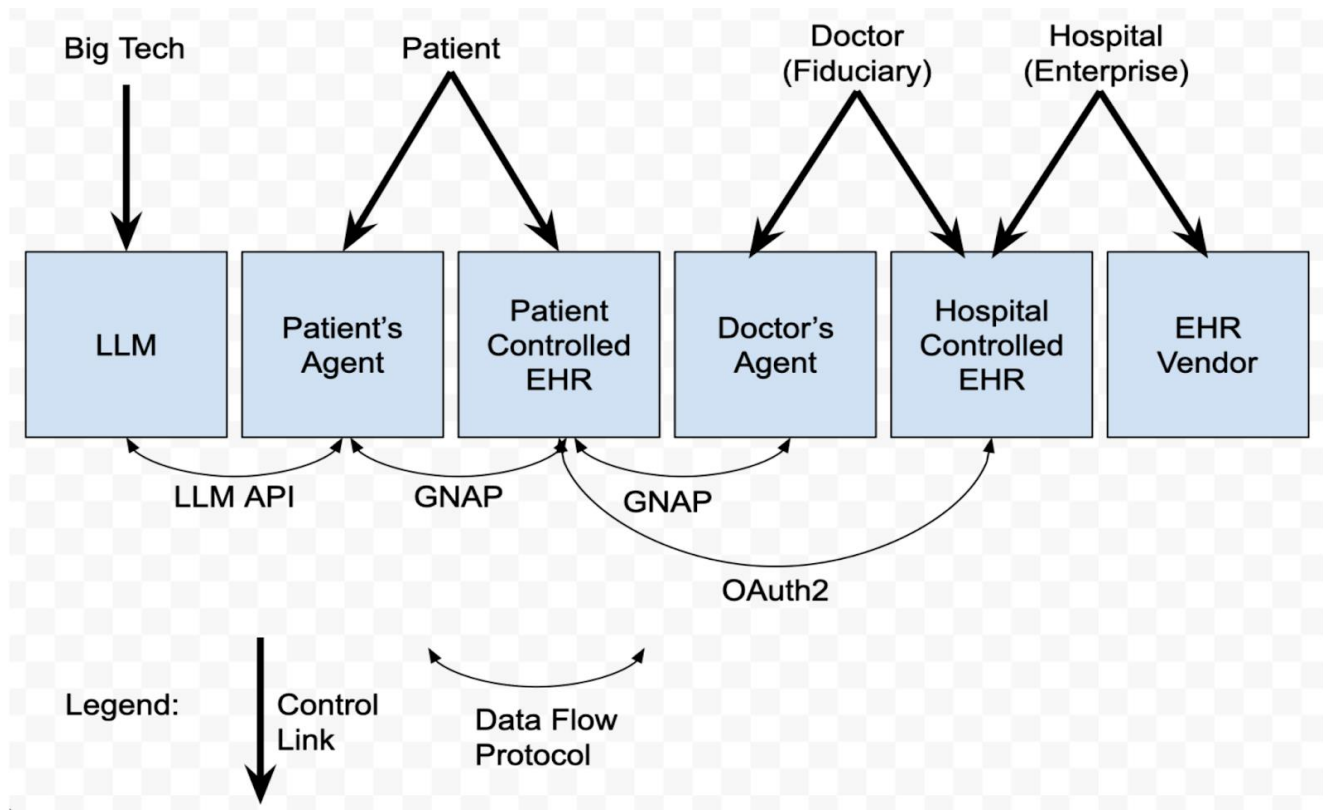 Big Tech
Patient
Doctor
(Fiduciary)
Hospital
(Enterprise)
LLM
Patient’s
Agent
Patient
Controlled
EHR
Doctor’s
Agent
Hospital
Controlled
EHR
EHR
Vendor
LLM API
GNAP
GNAP
OAuth2
Legend:
Control
Link
Data Flow
Protocol